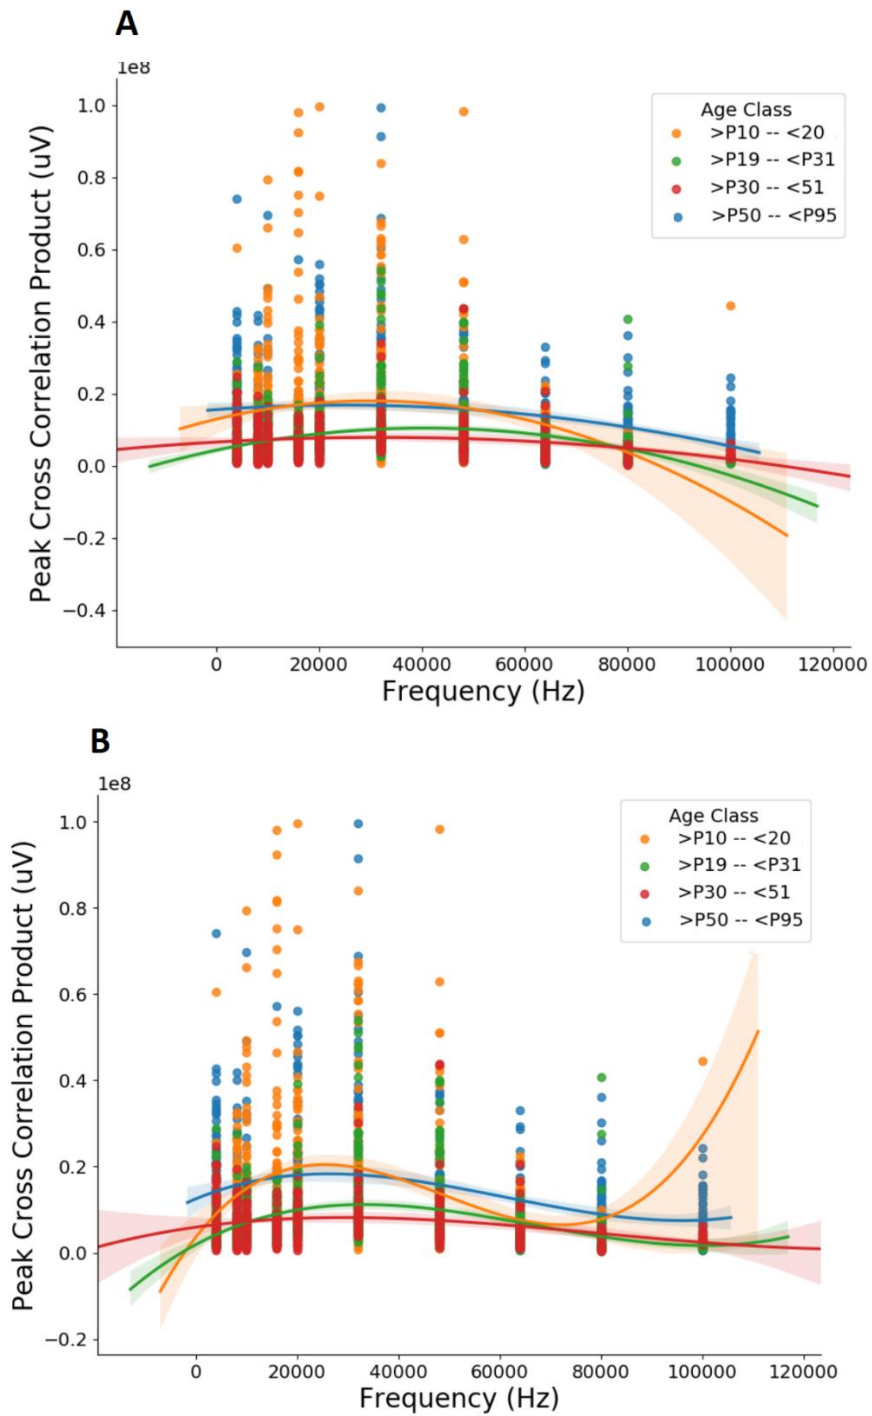 A
1e8
Peak Cross Correlation Product (uV)
1.0
0.8
0.6
0.4
0.2
0.0
−0.2
−0.4
Age Class
>P10 -- <20
>P19 -- <P31
>P30 -- <51
>P50 -- <P95
0 20000 40000 60000 80000 100000 120000
Frequency (Hz)
B
1e8
Peak Cross Correlation Product (uV)
1.0
0.8
0.6
0.4
0.2
0.0
−0.2
Age Class
>P10 -- <20
>P19 -- <P31
>P30 -- <51
>P50 -- <P95
0 20000 40000 60000 80000 100000 120000
Frequency (Hz)